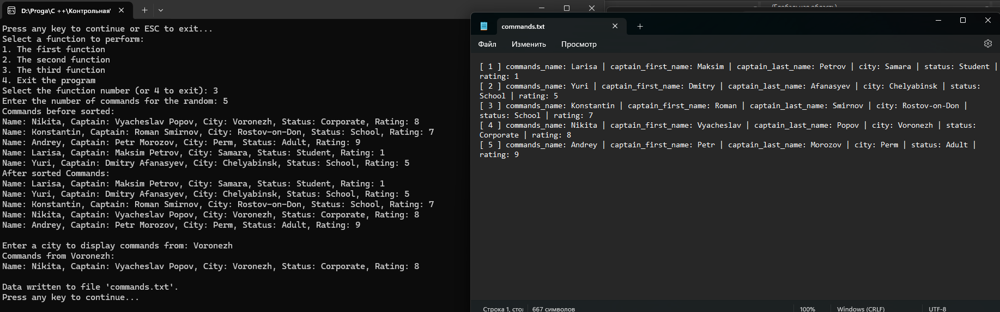 D:\Proga\C ++\Контрольная\
Press any key to continue or ESC to exit...
Select a function to perform:
1. The first function
2. The second function
3. The third function
4. Exit the program
Select the function number (or 4 to exit): 3
Enter the number of commands for the random: 5
Commands before sorted:
Name: Nikita, Captain: Vyacheslav Popov, City: Voronezh, Status: Corporate, Rating: 8
Name: Konstantin, Captain: Roman Smirnov, City: Rostov-on-Don, Status: School, Rating: 7
Name: Andrey, Captain: Petr Morozov, City: Perm, Status: Adult, Rating: 9
Name: Larisa, Captain: Maksim Petrov, City: Samara, Status: Student, Rating: 1
Name: Yuri, Captain: Dmitry Afanasyev, City: Chelyabinsk, Status: School, Rating: 5
After sorted Commands:
Name: Larisa, Captain: Maksim Petrov, City: Samara, Status: Student, Rating: 1
Name: Yuri, Captain: Dmitry Afanasyev, City: Chelyabinsk, Status: School, Rating: 5
Name: Konstantin, Captain: Roman Smirnov, City: Rostov-on-Don, Status: School, Rating: 7
Name: Nikita, Captain: Vyacheslav Popov, City: Voronezh, Status: Corporate, Rating: 8
Name: Andrey, Captain: Petr Morozov, City: Perm, Status: Adult, Rating: 9
Enter a city to display commands from: Voronezh
Commands from Voronezh:
Name: Nikita, Captain: Vyacheslav Popov, City: Voronezh, Status: Corporate, Rating: 8
Data written to file 'commands.txt'.
Press any key to continue...
(Глобальная область)
commands.txt
Файл Изменить Просмотр
[ 1 ] commands_name: Larisa | captain_first_name: Maksim | captain_last_name: Petrov | city: Samara | status: Student |
rating: 1
[ 2 ] commands_name: Yuri | captain_first_name: Dmitry | captain_last_name: Afanasyev | city: Chelyabinsk | status:
School | rating: 5
[ 3 ] commands_name: Konstantin | captain_first_name: Roman | captain_last_name: Smirnov | city: Rostov-on-Don |
status: School | rating: 7
[ 4 ] commands_name: Nikita | captain_first_name: Vyacheslav | captain_last_name: Popov | city: Voronezh | status:
Corporate | rating: 8
[ 5 ] commands_name: Andrey | captain_first_name: Petr | captain_last_name: Morozov | city: Perm | status: Adult |
rating: 9
Строка 1, стол 667 символов 100% Windows (CRLF) UTF-8